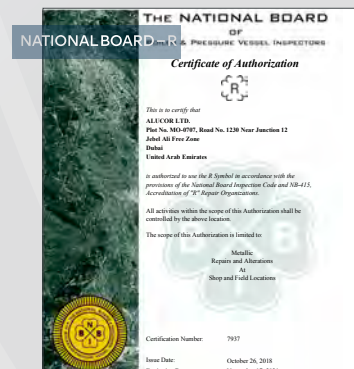 THE NATIONAL BOARD
OF
NATIONAL BOARD – R
& PRESSURE VESSEL INSPECTORS
Certificate of Authorization
R
This is to certify that
ALUCOR LTD.
Plot No. MO-0707, Road No. 1230 Near Junction 12
Jebel Ali Free Zone
Dubai
United Arab Emirates
is authorized to use the R Symbol in accordance with the
provisions of the National Board Inspection Code and NB-415,
Accreditation of "R" Repair Organizations.
All activities within the scope of this Authorization shall be
controlled by the above location.
The scope of this Authorization is limited to:
Metallic
Repairs and Alterations
At
Shop and Field Locations
Certification Number: 7937
Issue Date: October 26, 2018